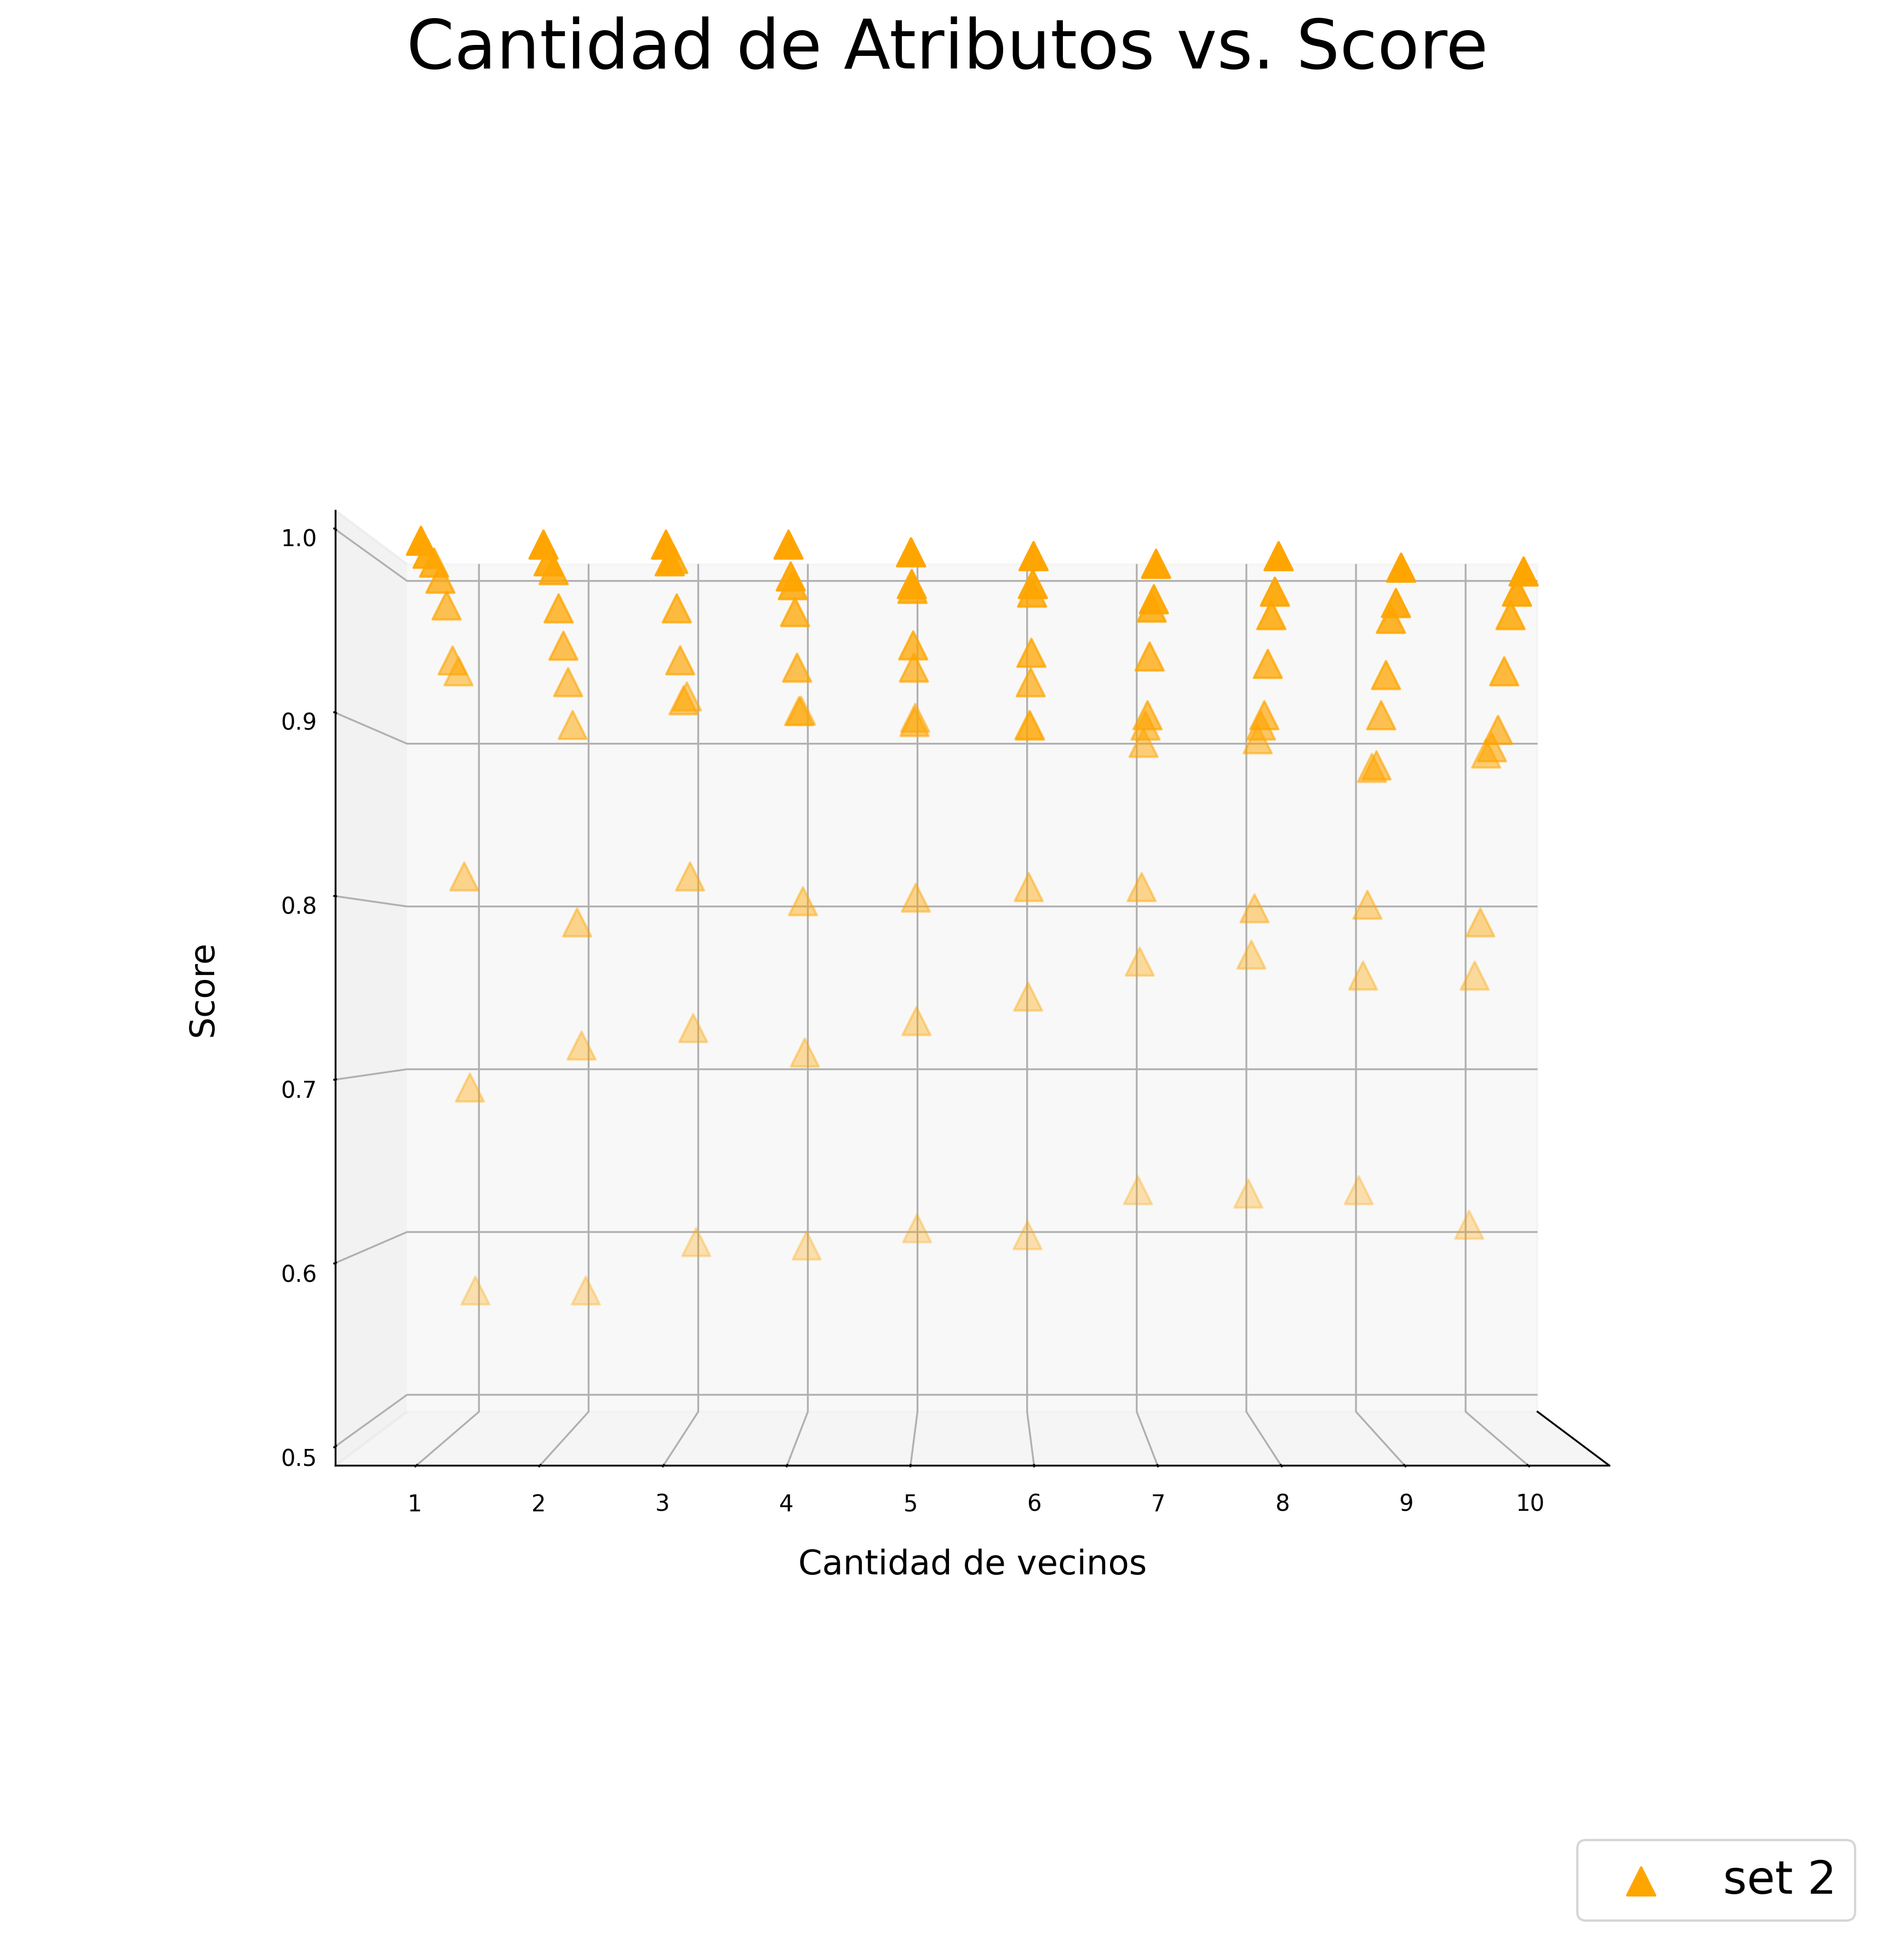 Cantidad de Atributos vs. Score
1.0
0.9
0.8
0.7
0.6
0.5
Score
1 2 3 4 5 6 7 8 9 10
Cantidad de vecinos
set 2